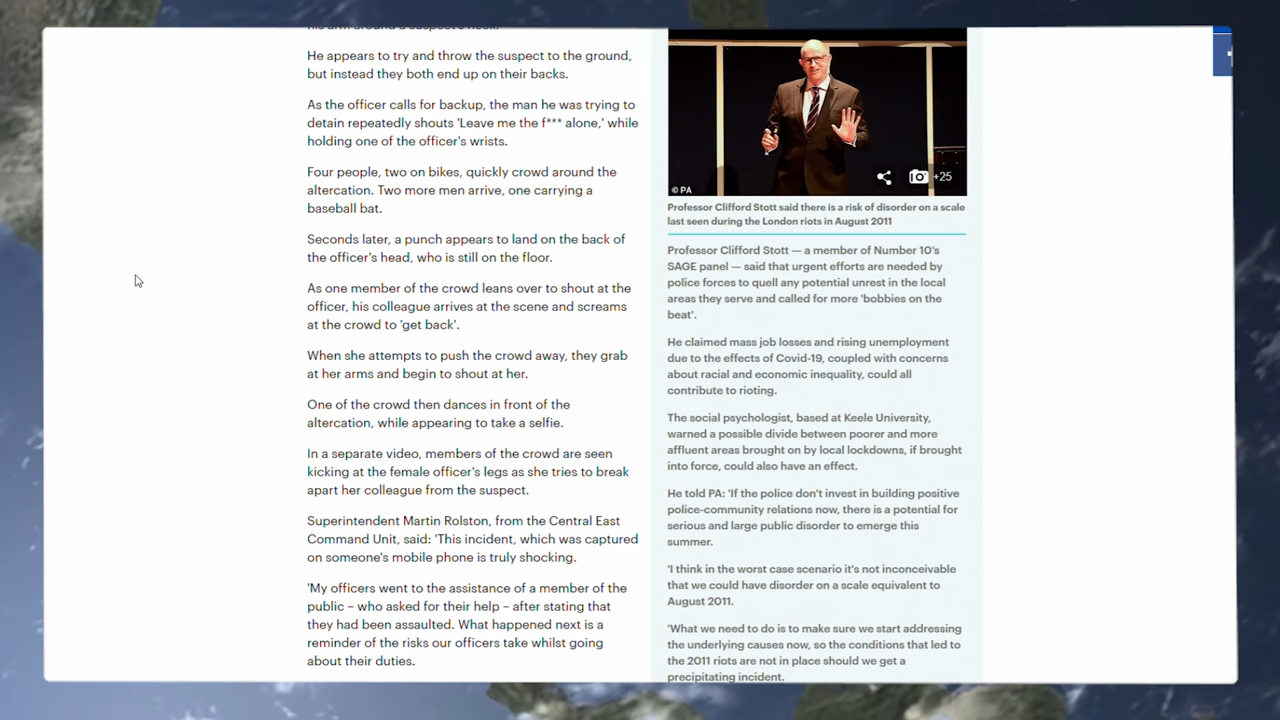 his arm around a suspect's neck.
He appears to try and throw the suspect to the ground,
but instead they both end up on their backs.
As the officer calls for backup, the man he was trying to
detain repeatedly shouts 'Leave me the f*** alone,' while
holding one of the officer's wrists.
Four people, two on bikes, quickly crowd around the
altercation. Two more men arrive, one carrying a
baseball bat.
Seconds later, a punch appears to land on the back of
the officer's head, who is still on the floor.
As one member of the crowd leans over to shout at the
officer, his colleague arrives at the scene and screams
at the crowd to 'get back'.
When she attempts to push the crowd away, they grab
at her arms and begin to shout at her.
One of the crowd then dances in front of the
altercation, while appearing to take a selfie.
In a separate video, members of the crowd are seen
kicking at the female officer's legs as she tries to break
apart her colleague from the suspect.
Superintendent Martin Rolston, from the Central East
Command Unit, said: 'This incident, which was captured
on someone's mobile phone is truly shocking.
'My officers went to the assistance of a member of the
public – who asked for their help – after stating that
they had been assaulted. What happened next is a
reminder of the risks our officers take whilst going
about their duties.
+25
© PA
Professor Clifford Stott said there is a risk of disorder on a scale
last seen during the London riots in August 2011
Professor Clifford Stott — a member of Number 10's
SAGE panel — said that urgent efforts are needed by
police forces to quell any potential unrest in the local
areas they serve and called for more 'bobbies on the
beat'.
He claimed mass job losses and rising unemployment
due to the effects of Covid-19, coupled with concerns
about racial and economic inequality, could all
contribute to rioting.
The social psychologist, based at Keele University,
warned a possible divide between poorer and more
affluent areas brought on by local lockdowns, if brought
into force, could also have an effect.
He told PA: 'If the police don't invest in building positive
police-community relations now, there is a potential for
serious and large public disorder to emerge this
summer.
'I think in the worst case scenario it's not inconceivable
that we could have disorder on a scale equivalent to
August 2011.
'What we need to do is to make sure we start addressing
the underlying causes now, so the conditions that led to
the 2011 riots are not in place should we get a
precipitating incident.